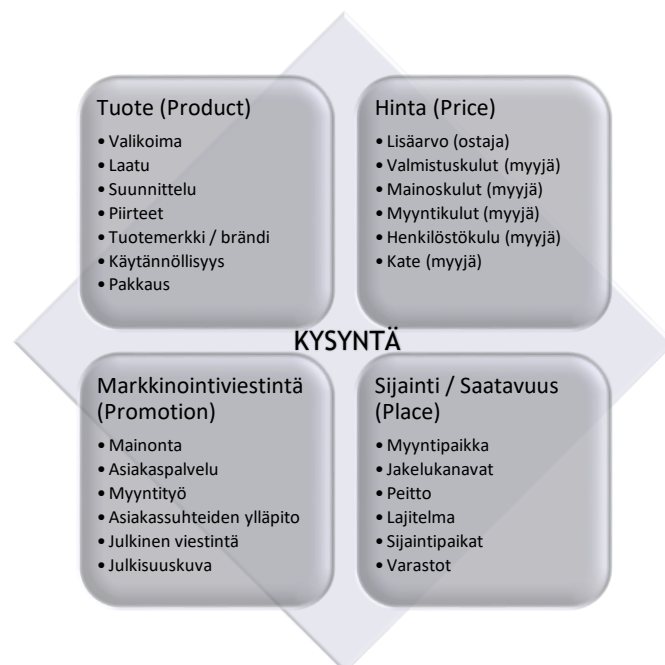 Tuote (Product)
• Valikoima
• Laatu
• Suunnittelu
• Piirteet
• Tuotemerkki / brändi
• Käytännöllisyys
• Pakkaus
Hinta (Price)
• Lisäarvo (ostaja)
• Valmistuskulut (myyjä)
• Mainoskulut (myyjä)
• Myyntikulut (myyjä)
• Henkilöstökulu (myyjä)
• Kate (myyjä)
KYSYNTÄ
Markkinointiviestintä
(Promotion)
• Mainonta
• Asiakaspalvelu
• Myyntityö
• Asiakassuhteiden ylläpito
• Julkinen viestintä
• Julkisuuskuva
Sijainti / Saatavuus
(Place)
• Myyntipaikka
• Jakelukanavat
• Peitto
• Lajitelma
• Sijaintipaikat
• Varastot